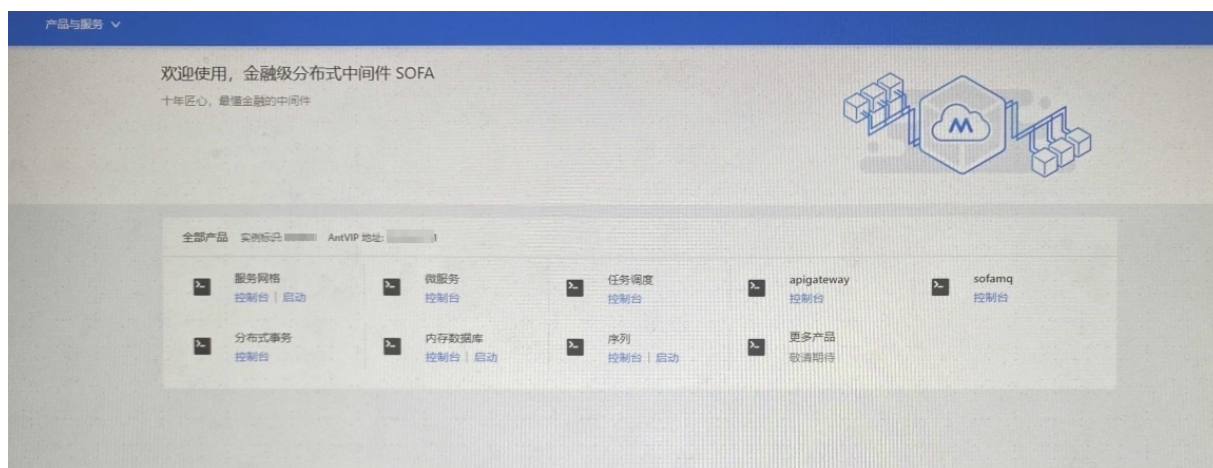 产品与服务
欢迎使用，金融级分布式中间件 SOFA
十年匠心，最懂金融的中间件
全部产品 实例标识: AntVIP 地址:
服务网格 微服务 任务调度 apigateway sofamq
控制台 | 启动 控制台 控制台 控制台 控制台
分布式事务 内存数据库 序列 更多产品
控制台 控制台 | 启动 控制台 | 启动 敬请期待